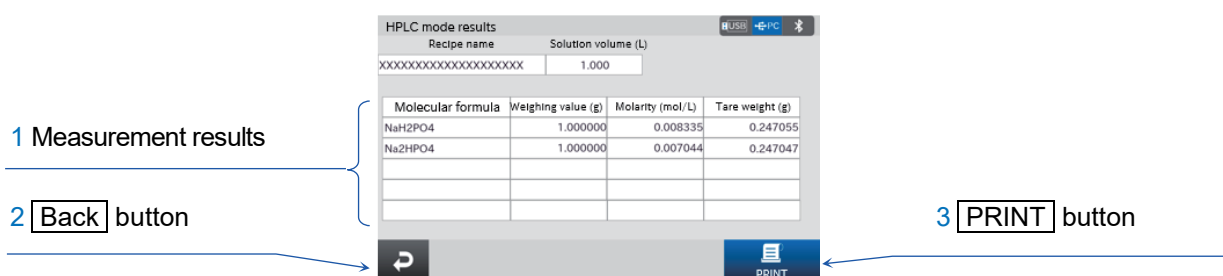 HPLC mode results
USB PC
Recipe name Solution volume (L)
XXXXXXXXXXXXXXXXXXXX 1.000
Molecular formula Weighing value (g) Molarity (mol/L) Tare weight (g)
NaH2PO4 1.000000 0.008335 0.247055
Na2HPO4 1.000000 0.007044 0.247047
1 Measurement results
2 Back button
3 PRINT button
PRINT